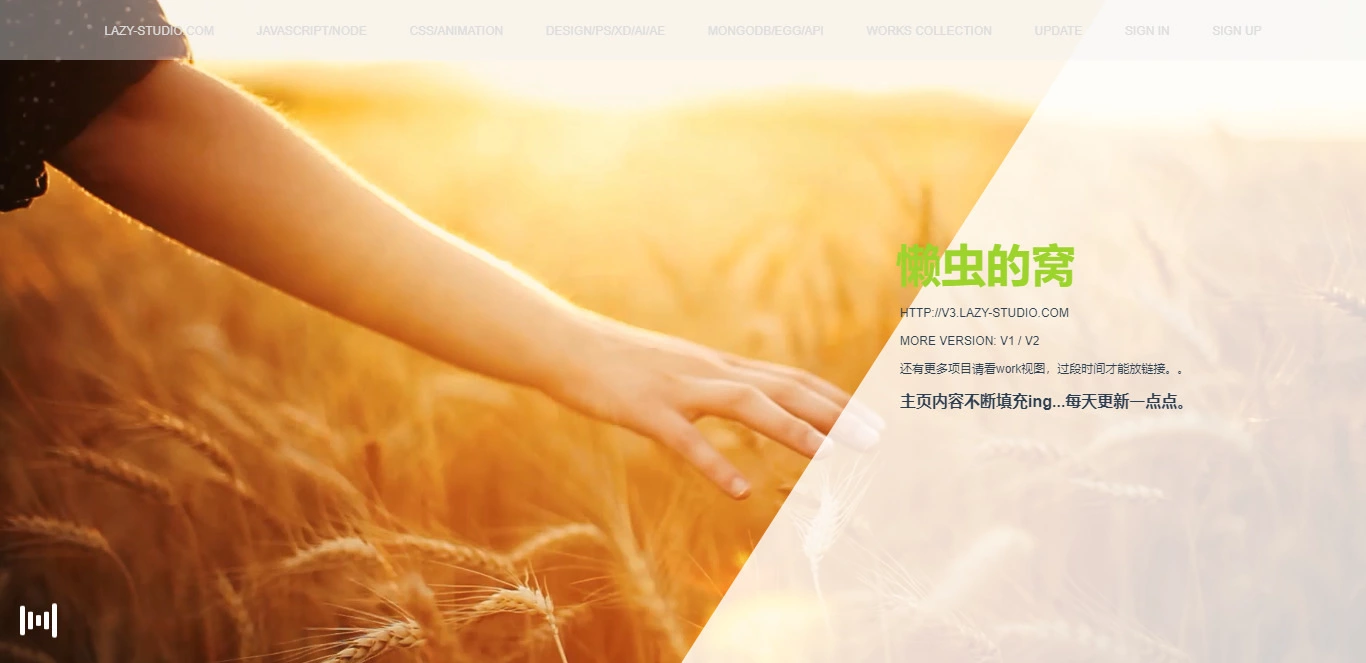 LAZY-STUDIO.COM JAVASCRIPT/NODE CSS/ANIMATION DESIGN/PS/XD/AI/AE MONGODB/EGG/API WORKS COLLECTION UPDATE SIGN IN SIGN UP
懒虫的窝
HTTP://V3.LAZY-STUDIO.COM
MORE VERSION: V1 / V2
还有更多项目请看work视图，过段时间才能放链接。。
主页内容不断填充ing...每天更新一点点。